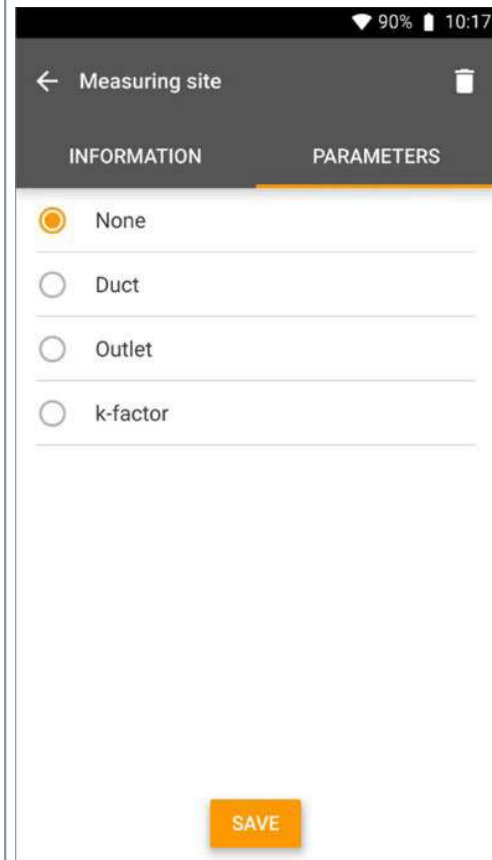 90% 10:17
Measuring site
INFORMATION PARAMETERS
None
Duct
Outlet
k-factor
SAVE